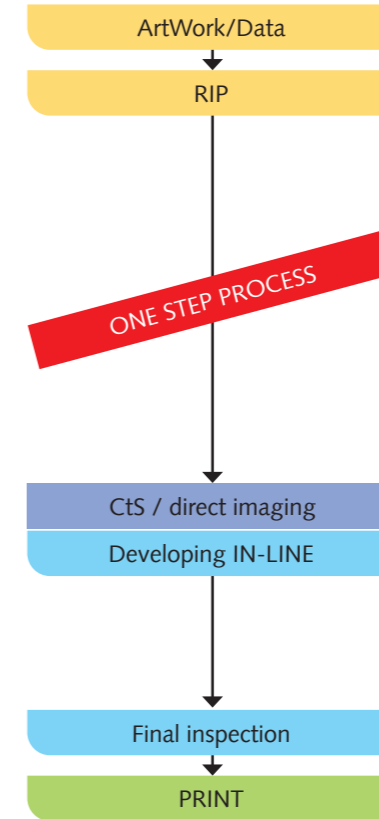 ArtWork/Data
RIP
ONE STEP PROCESS
CtS / direct imaging
Developing IN-LINE
Final inspection
PRINT